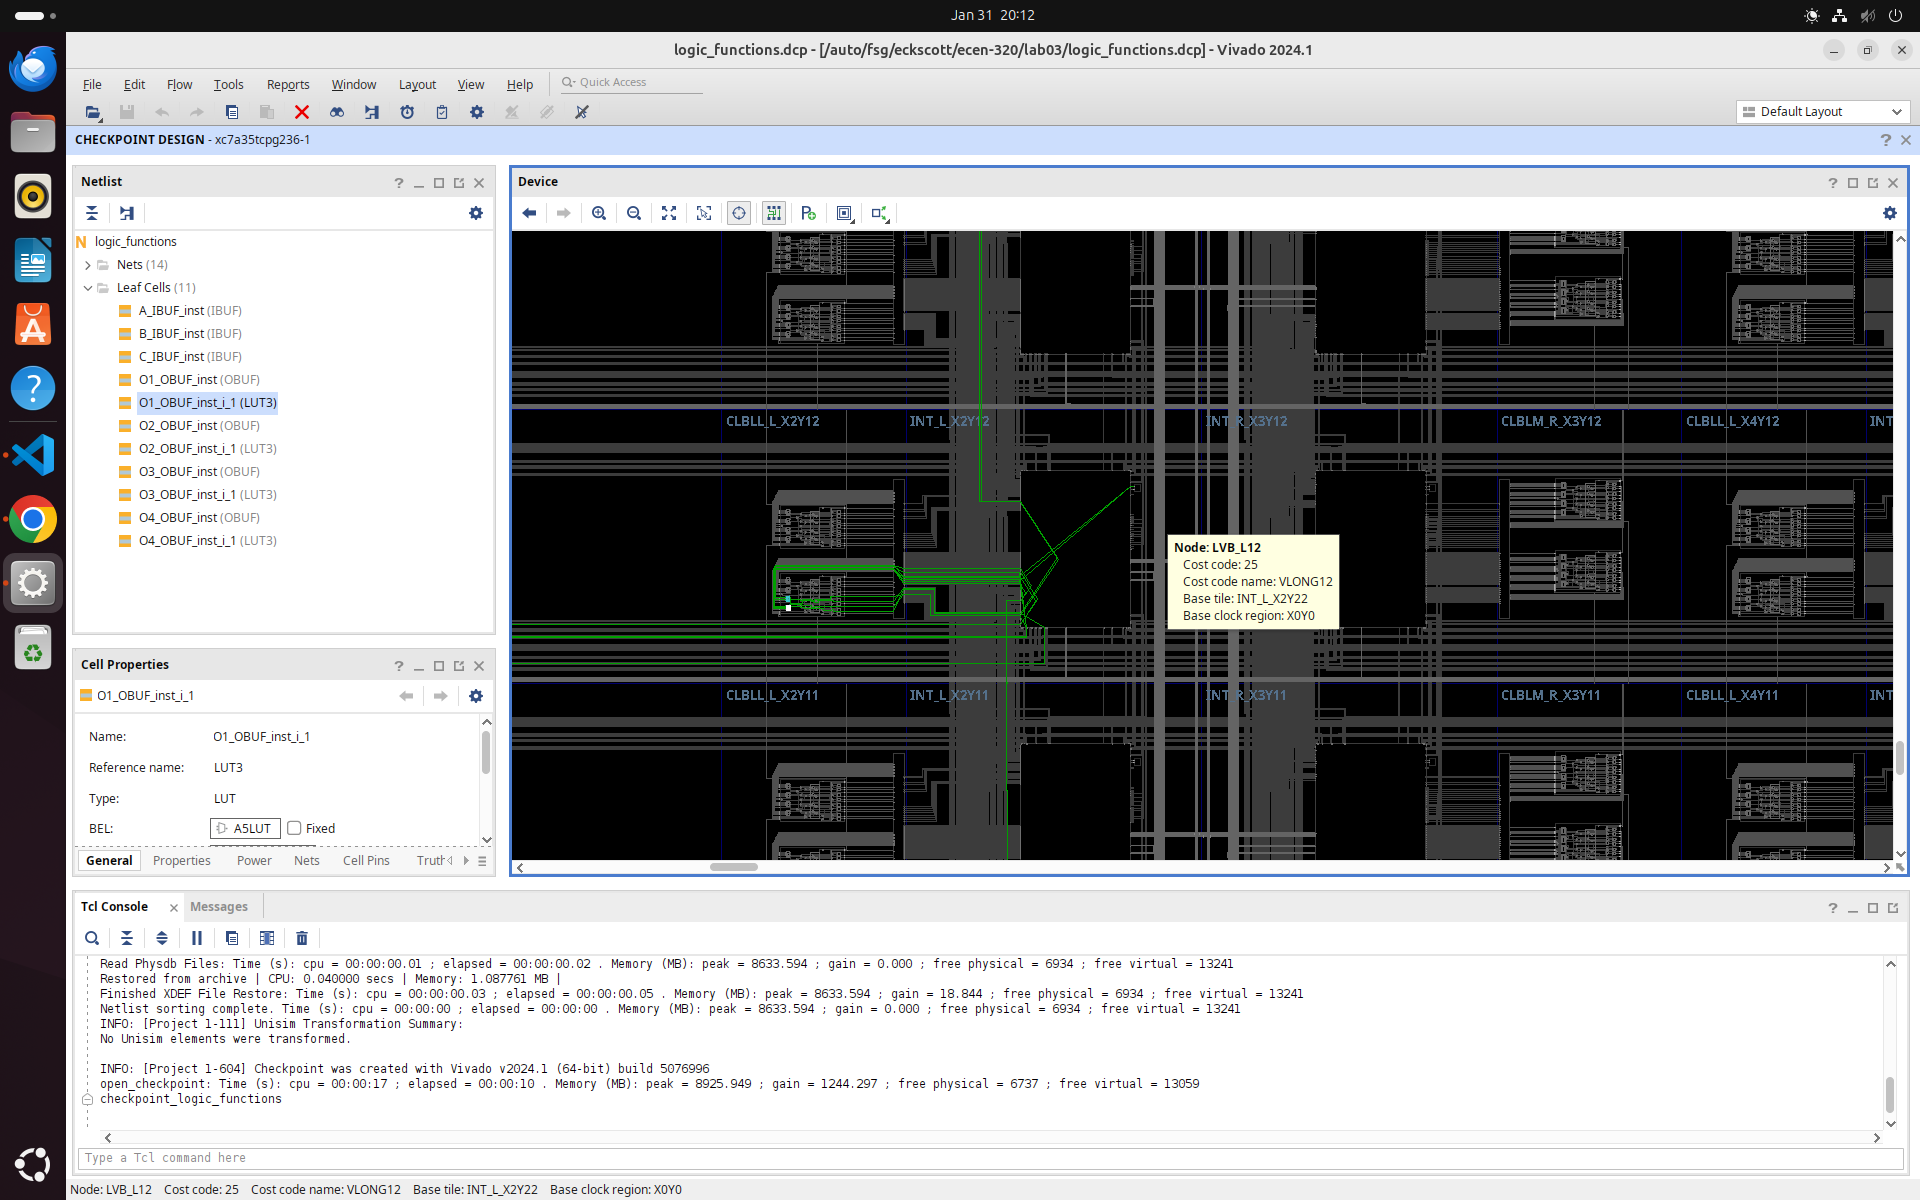 Jan 31 20:12
logic_functions.dcp - [/auto/fsg/eckscott/ecen-320/lab03/logic_functions.dcp] - Vivado 2024.1
File Edit Flow Tools Reports Window Layout View Help Quick Access
Default Layout
CHECKPOINT DESIGN - xc7a35tcpg236-1
Netlist
logic_functions
Nets (14)
Leaf Cells (11)
A_IBUF_inst (IBUF)
B_IBUF_inst (IBUF)
C_IBUF_inst (IBUF)
O1_OBUF_inst (OBUF)
O1_OBUF_inst_i_1 (LUT3)
O2_OBUF_inst (OBUF)
O2_OBUF_inst_i_1 (LUT3)
O3_OBUF_inst (OBUF)
O3_OBUF_inst_i_1 (LUT3)
O4_OBUF_inst (OBUF)
O4_OBUF_inst_i_1 (LUT3)
Cell Properties
O1_OBUF_inst_i_1
Name: O1_OBUF_inst_i_1
Reference name: LUT3
Type: LUT
BEL: A5LUT Fixed
General Properties Power Nets Cell Pins Truth
Device
CLBLL_L_X2Y12 INT_L_X2Y12 INT_R_X3Y12 CLBLM_R_X3Y12 CLBLL_L_X4Y12 INT
Node: LVB_L12
Cost code: 25
Cost code name: VLONG12
Base tile: INT_L_X2Y22
Base clock region: X0Y0
CLBLL_L_X2Y11 INT_L_X2Y11 INT_R_X3Y11 CLBLM_R_X3Y11 CLBLL_L_X4Y11 INT
Tcl Console Messages
Read Physdb Files: Time (s): cpu = 00:00:00.01 ; elapsed = 00:00:00.02 . Memory (MB): peak = 8633.594 ; gain = 0.000 ; free physical = 6934 ; free virtual = 13241
Restored from archive | CPU: 0.040000 secs | Memory: 1.087761 MB |
Finished XDEF File Restore: Time (s): cpu = 00:00:00.03 ; elapsed = 00:00:00.05 . Memory (MB): peak = 8633.594 ; gain = 18.844 ; free physical = 6934 ; free virtual = 13241
Netlist sorting complete. Time (s): cpu = 00:00:00 ; elapsed = 00:00:00 . Memory (MB): peak = 8633.594 ; gain = 0.000 ; free physical = 6934 ; free virtual = 13241
INFO: [Project 1-111] Unisim Transformation Summary:
No Unisim elements were transformed.
INFO: [Project 1-604] Checkpoint was created with Vivado v2024.1 (64-bit) build 5076996
open_checkpoint: Time (s): cpu = 00:00:17 ; elapsed = 00:00:10 . Memory (MB): peak = 8925.949 ; gain = 1244.297 ; free physical = 6737 ; free virtual = 13059
checkpoint_logic_functions
Type a Tcl command here
Node: LVB_L12 Cost code: 25 Cost code name: VLONG12 Base tile: INT_L_X2Y22 Base clock region: X0Y0